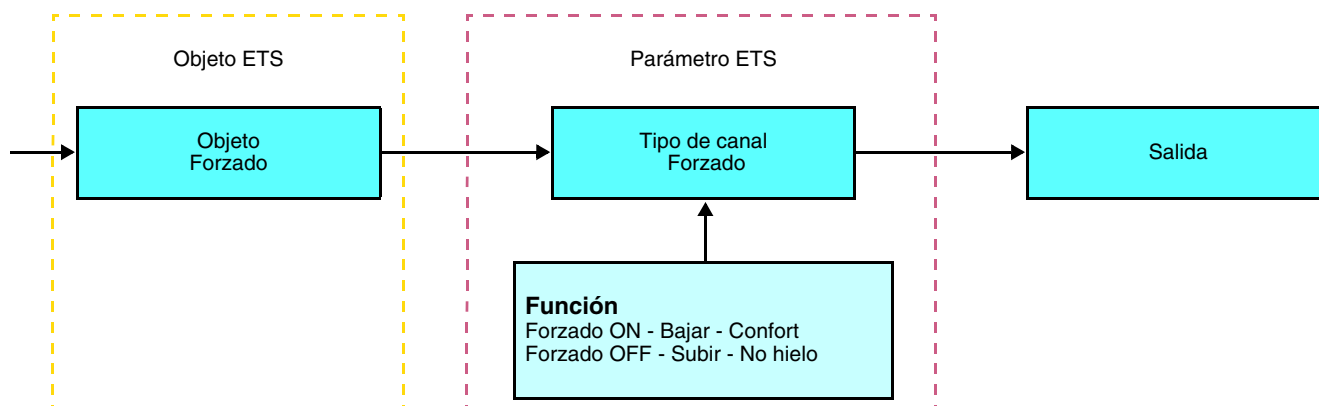 Objeto ETS
Parámetro ETS
Objeto
Forzado
Tipo de canal
Forzado
Salida
Función
Forzado ON - Bajar - Confort
Forzado OFF - Subir - No hielo